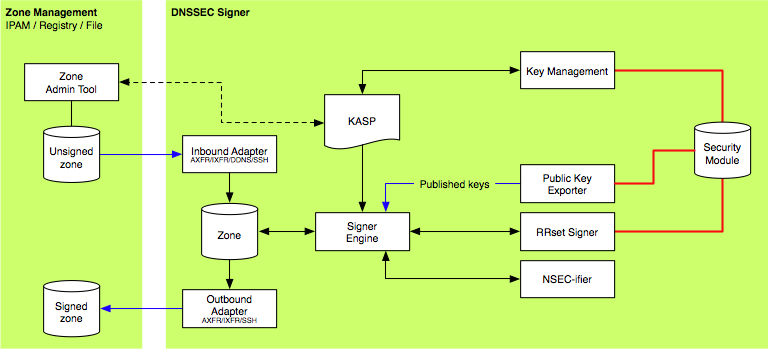 Zone Management
IPAM / Registry / File
DNSSEC Signer
Zone
Admin Tool
KASP
Key Management
Security
Module
Unsigned
zone
Inbound Adapter
AXFR/IXFR/DDNS/SSH
Published keys
Public Key
Exporter
Zone
Signer
Engine
RRset Signer
NSEC-ifier
Signed
zone
Outbound
Adapter
AXFR/IXFR/SSH